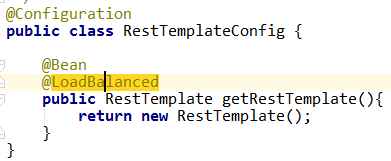 */
@Configuration
public class RestTemplateConfig {
@Bean
@LoadBalanced
public RestTemplate getRestTemplate(){
return new RestTemplate();
}
}